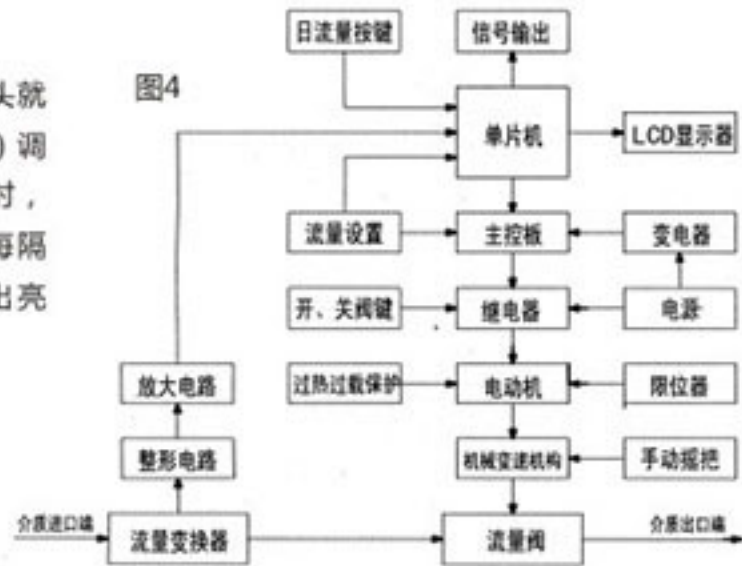 头就
)调
时，
每隔
出亮
图4
日流量按键
信号输出
单片机
LCD显示器
流量设置
主控板
变电器
开、关阀键
继电器
电源
放大电路
过热过载保护
电动机
限位器
整形电路
机械变速机构
手动摇把
介质进口端
流量变换器
流量阀
介质出口端